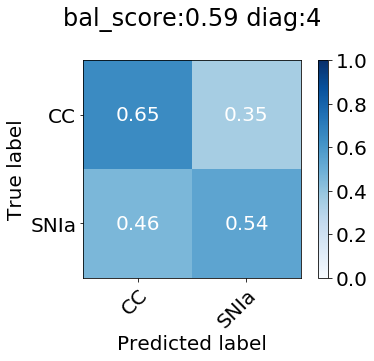 bal_score:0.59 diag:4
True label
CC
0.65
0.35
SNIa
0.46
0.54
CC
SNIa
Predicted label
1.0
0.8
0.6
0.4
0.2
0.0